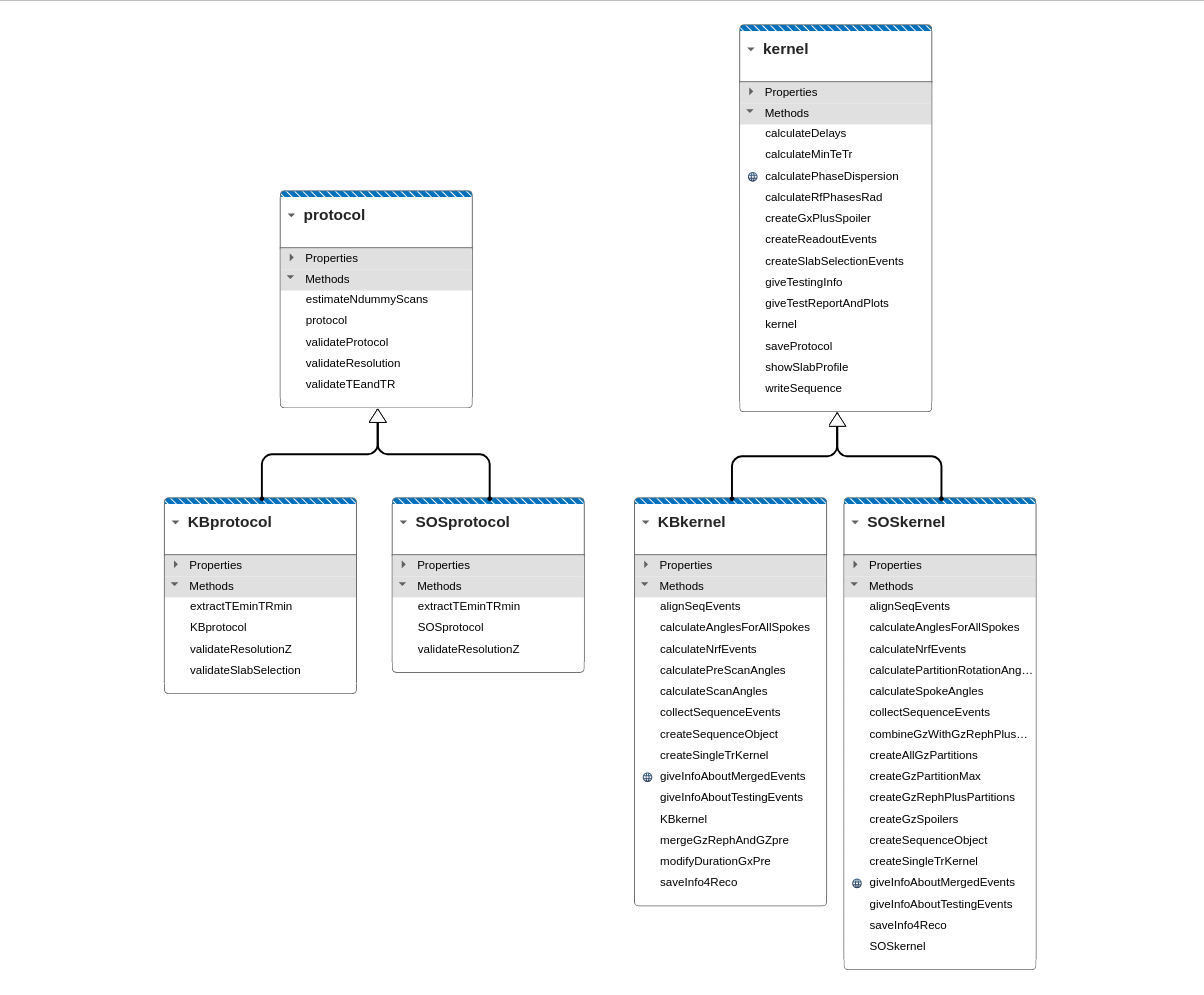 kernel
Properties
Methods
calculateDelays
calculateMinTeTr
calculatePhaseDispersion
calculateRfPhasesRad
createGxPlusSpoiler
createReadoutEvents
createSlabSelectionEvents
giveTestingInfo
giveTestReportAndPlots
kernel
saveProtocol
showSlabProfile
writeSequence
protocol
Properties
Methods
estimateNdummyScans
protocol
validateProtocol
validateResolution
validateTEandTR
KBprotocol
Properties
Methods
extractTEminTRmin
KBprotocol
validateResolutionZ
validateSlabSelection
SOSprotocol
Properties
Methods
extractTEminTRmin
SOSprotocol
validateResolutionZ
KBkernel
Properties
Methods
alignSeqEvents
calculateAnglesForAllSpokes
calculateNrfEvents
calculatePreScanAngles
calculateScanAngles
collectSequenceEvents
createSequenceObject
createSingleTrKernel
giveInfoAboutMergedEvents
giveInfoAboutTestingEvents
KBkernel
mergeGzRephAndGZpre
modifyDurationGxPre
saveInfo4Reco
SOSkernel
Properties
Methods
alignSeqEvents
calculateAnglesForAllSpokes
calculateNrfEvents
calculatePartitionRotationAng...
calculateSpokeAngles
collectSequenceEvents
combineGzWithGzRephPlus...
createAllGzPartitions
createGzPartitionMax
createGzRephPlusPartitions
createGzSpoilers
createSequenceObject
createSingleTrKernel
giveInfoAboutMergedEvents
giveInfoAboutTestingEvents
saveInfo4Reco
SOSkernel